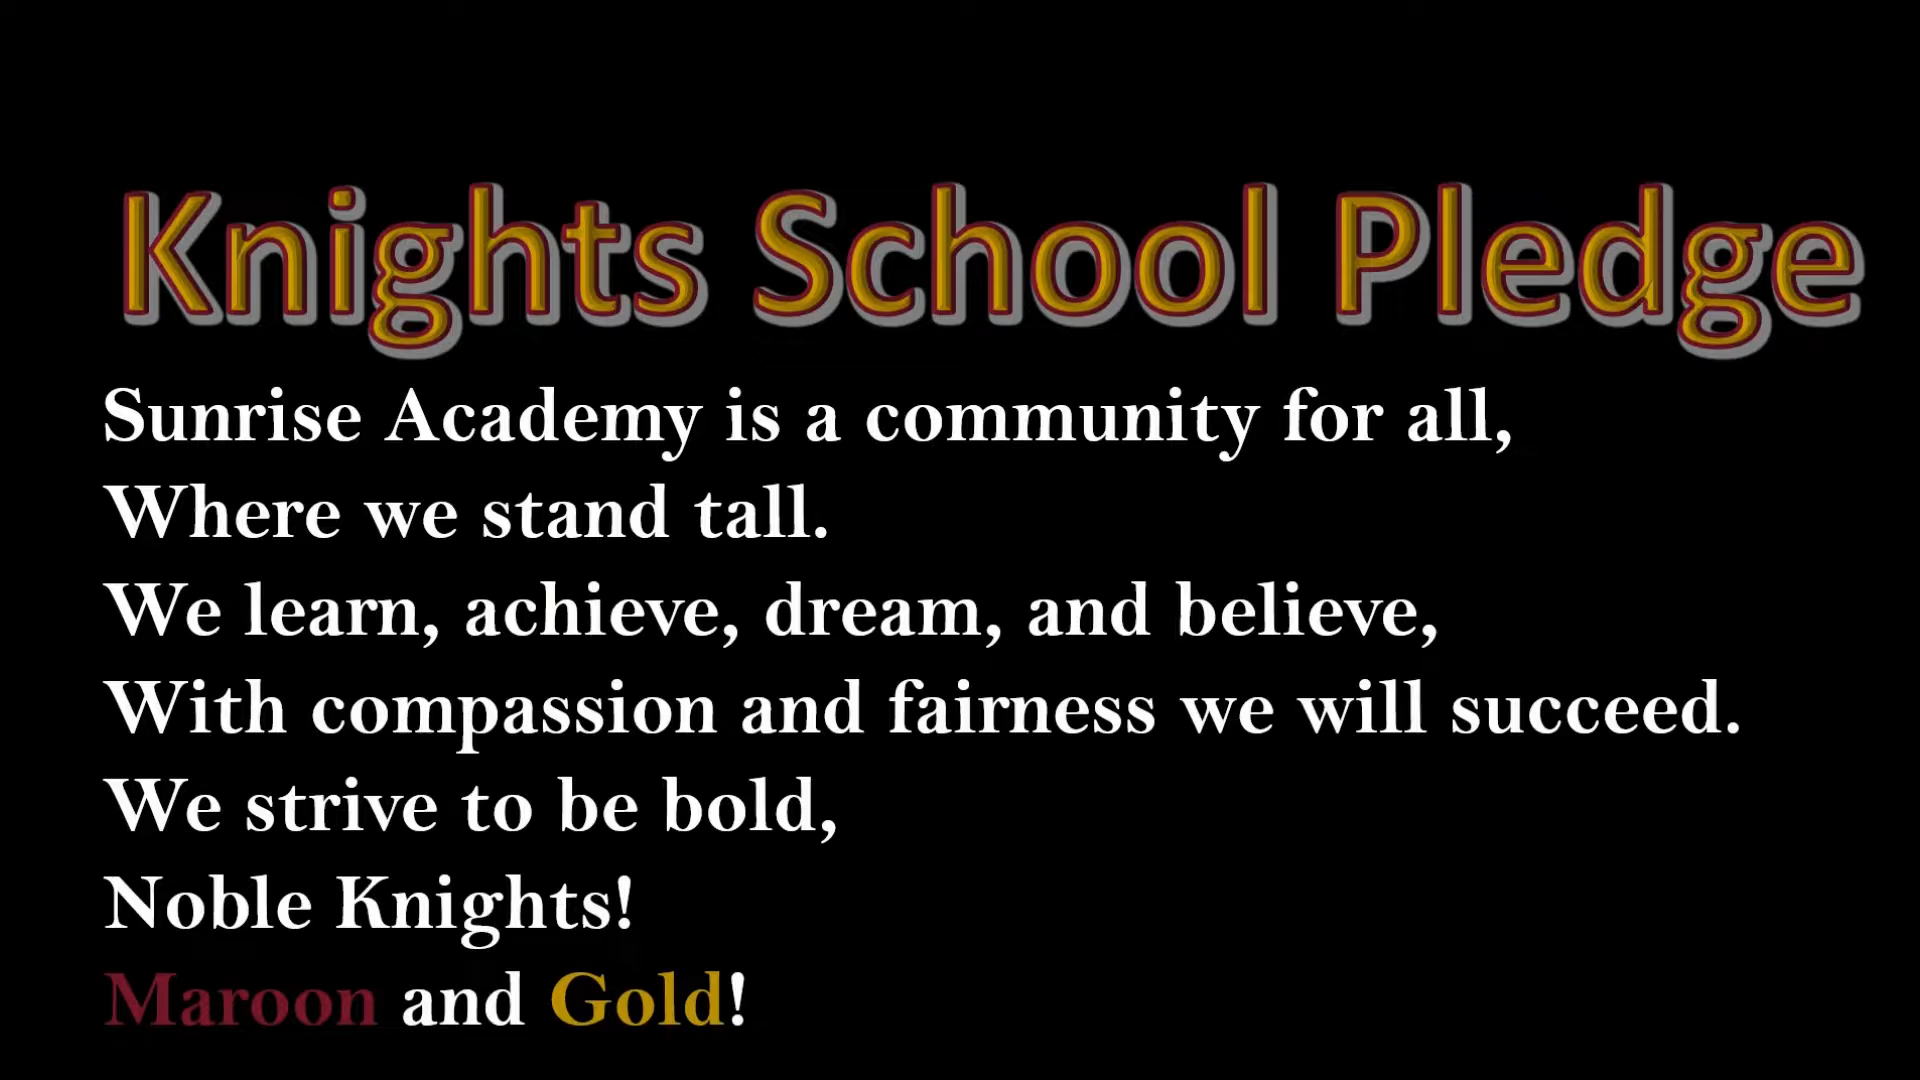 Knights School Pledge
Sunrise Academy is a community for all,
Where we stand tall.
We learn, achieve, dream, and believe,
With compassion and fairness we will succeed.
We strive to be bold,
Noble Knights!
Maroon and Gold!